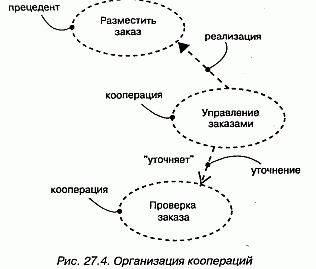 прецедент
Разместить
заказ
реализация
кооперация
Управление
заказами
"уточняет"
уточнение
кооперация
Проверка
заказа
Рис. 27.4. Организация коопераций